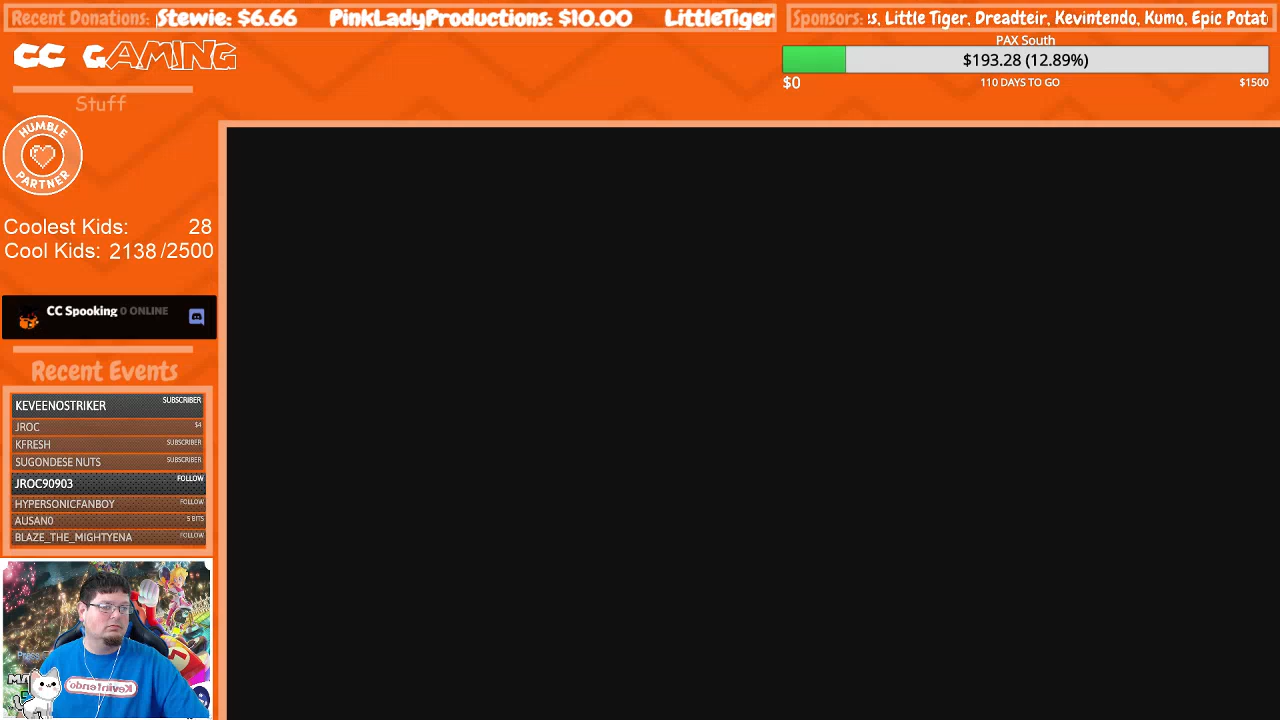 Recent Donations: Stewie: $6.66 PinkLadyProductions: $10.00 LittleTiger
Sponsors: s, Little Tiger, Dreadteir, Kevintendo, Kumo, Epic Potat
CC GAMING
PAX South
$193.28 (12.89%)
$0 110 DAYS TO GO $1500
Stuff
HUMBLE
PARTNER
Coolest Kids: 28
Cool Kids: 2138/2500
CC Spooking 0 ONLINE
Recent Events
KEVEENOSTRIKER SUBSCRIBER
JROC $4
KFRESH SUBSCRIBER
SUGONDESE NUTS SUBSCRIBER
JROC90903 FOLLOW
HYPERSONICFANBOY FOLLOW
AUSAN0 5 BITS
BLAZE_THE_MIGHTYENA FOLLOW
Press
Kevintendo